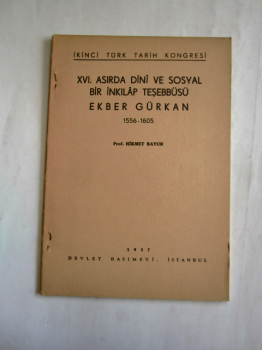 İKİNCİ TÜRK TARİH KONGRESİ
XVI. ASIRDA DİNÎ VE SOSYAL
BİR İNKILÂP TEŞEBBÜSÜ
EKBER GÜRKAN
1556-1605
Prof. HİKMET BAYUR
1937
DEVLET BASIMEVİ, İSTANBUL